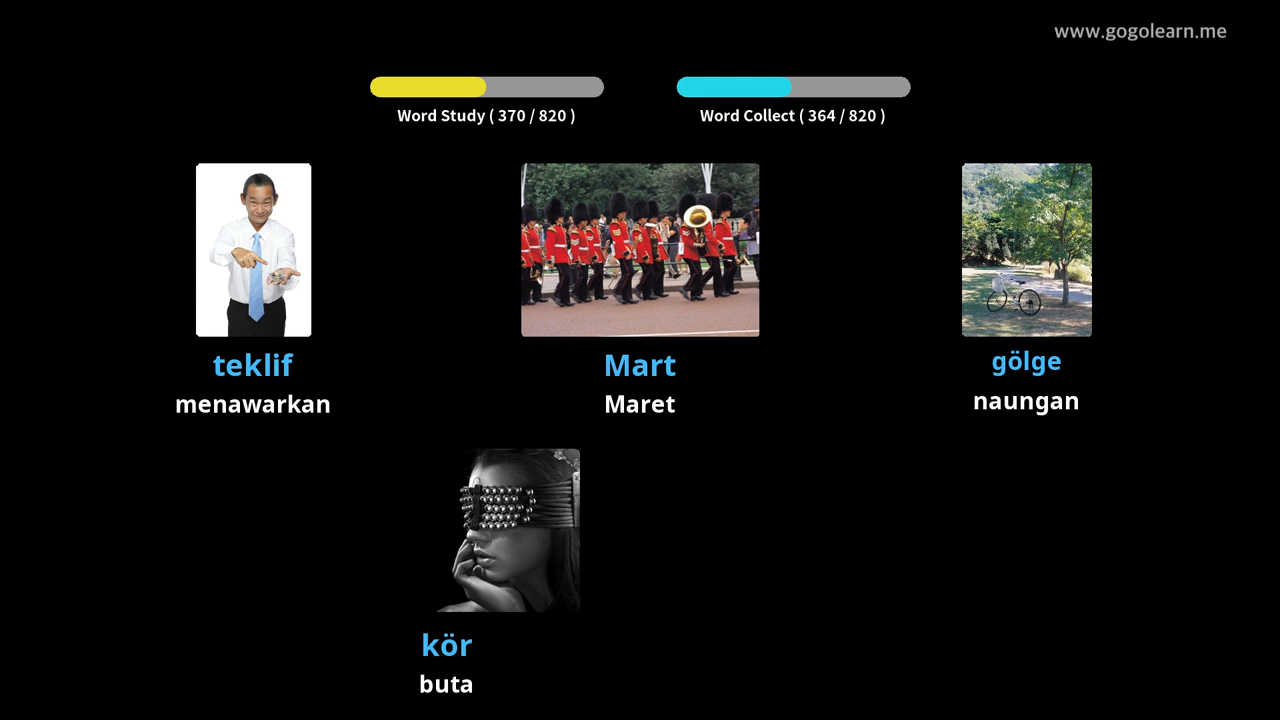 www.gogolearn.me
Word Study ( 370 / 820 )
Word Collect ( 364 / 820 )
teklif
menawarkan
Mart
Maret
gölge
naungan
kör
buta